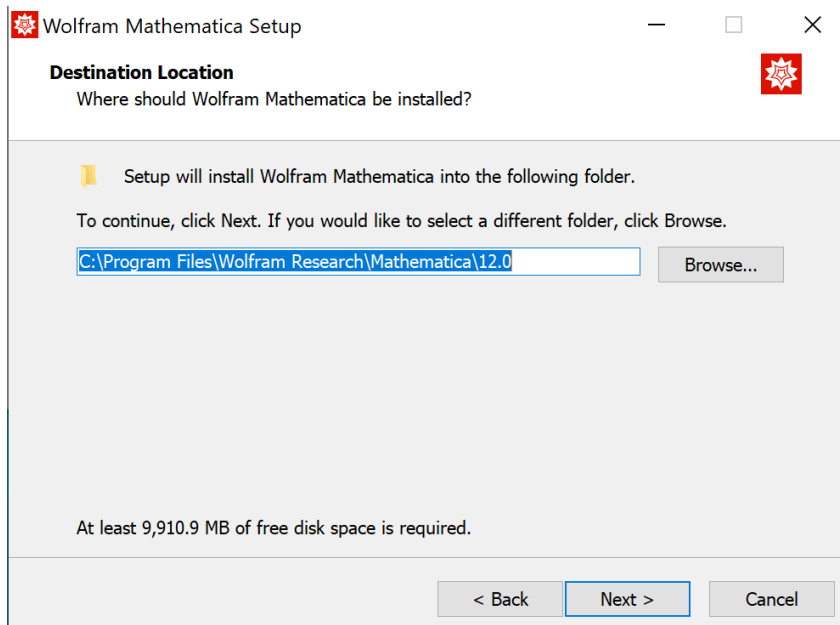 Wolfram Mathematica Setup
Destination Location
Where should Wolfram Mathematica be installed?
Setup will install Wolfram Mathematica into the following folder.
To continue, click Next. If you would like to select a different folder, click Browse.
C:\Program Files\Wolfram Research\Mathematica\12.0
Browse...
At least 9,910.9 MB of free disk space is required.
< Back Next > Cancel